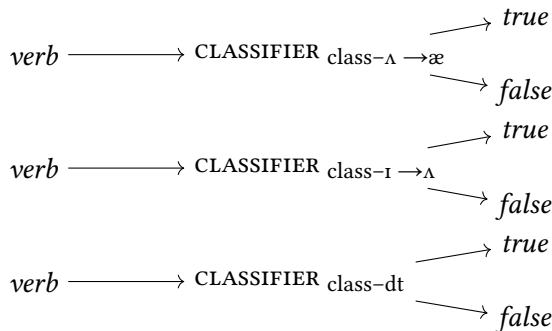 true
verb CLASSIFIER class–ʌ →æ
false
true
verb CLASSIFIER class–ɪ →ʌ
false
true
verb CLASSIFIER class–dt
false